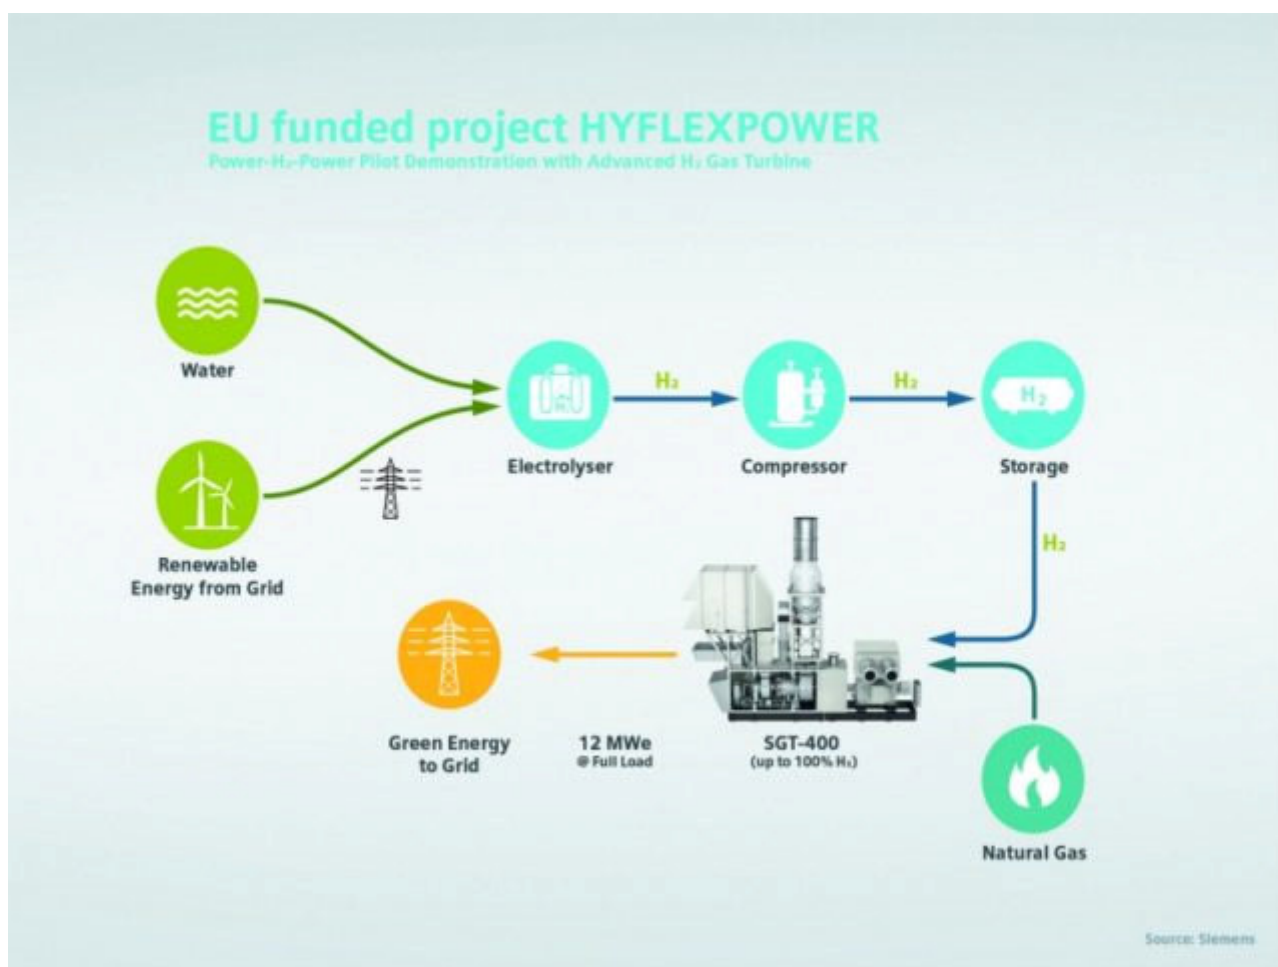 EU funded project HYFLEXPOWER
Power-H₂-Power Pilot Demonstration with Advanced H₂ Gas Turbine
Water
H₂
H₂
H₂
Electrolyser
Compressor
Storage
Renewable
Energy from Grid
H₂
Green Energy
to Grid
12 MWe
@ Full Load
SGT-400
(up to 100% H₂)
Natural Gas
Source: Siemens